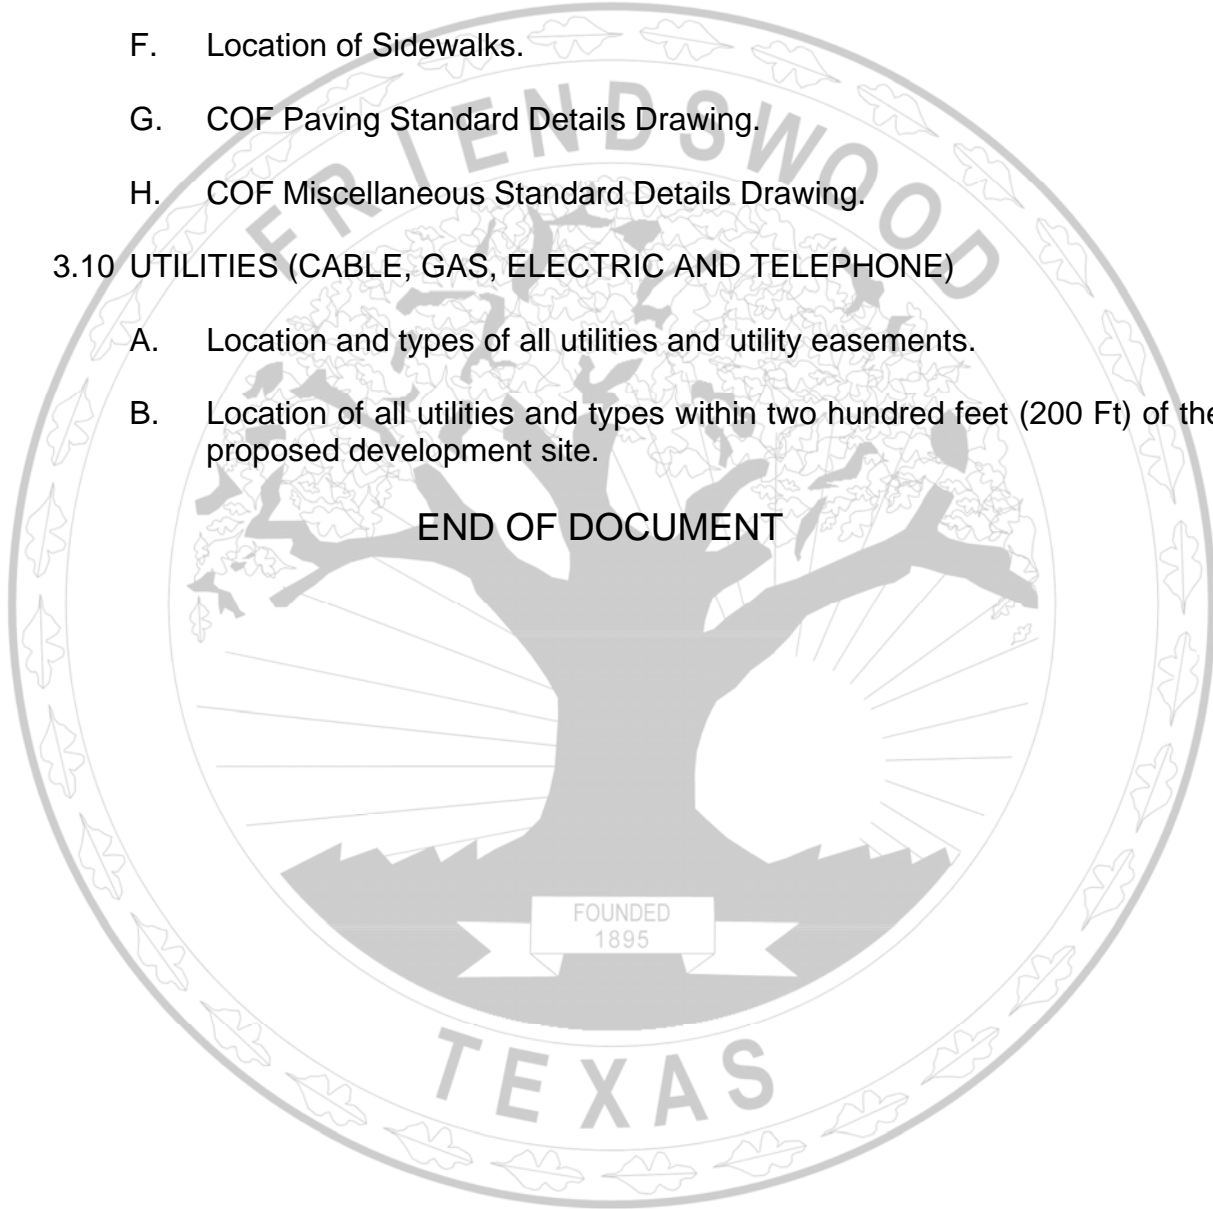 F. Location of Sidewalks.
G. COF Paving Standard Details Drawing.
H. COF Miscellaneous Standard Details Drawing.
3.10 UTILITIES (CABLE, GAS, ELECTRIC AND TELEPHONE)
A. Location and types of all utilities and utility easements.
B. Location of all utilities and types within two hundred feet (200 Ft) of the
proposed development site.
END OF DOCUMENT
FRIENDSWOOD
FOUNDED
1895
TEXAS